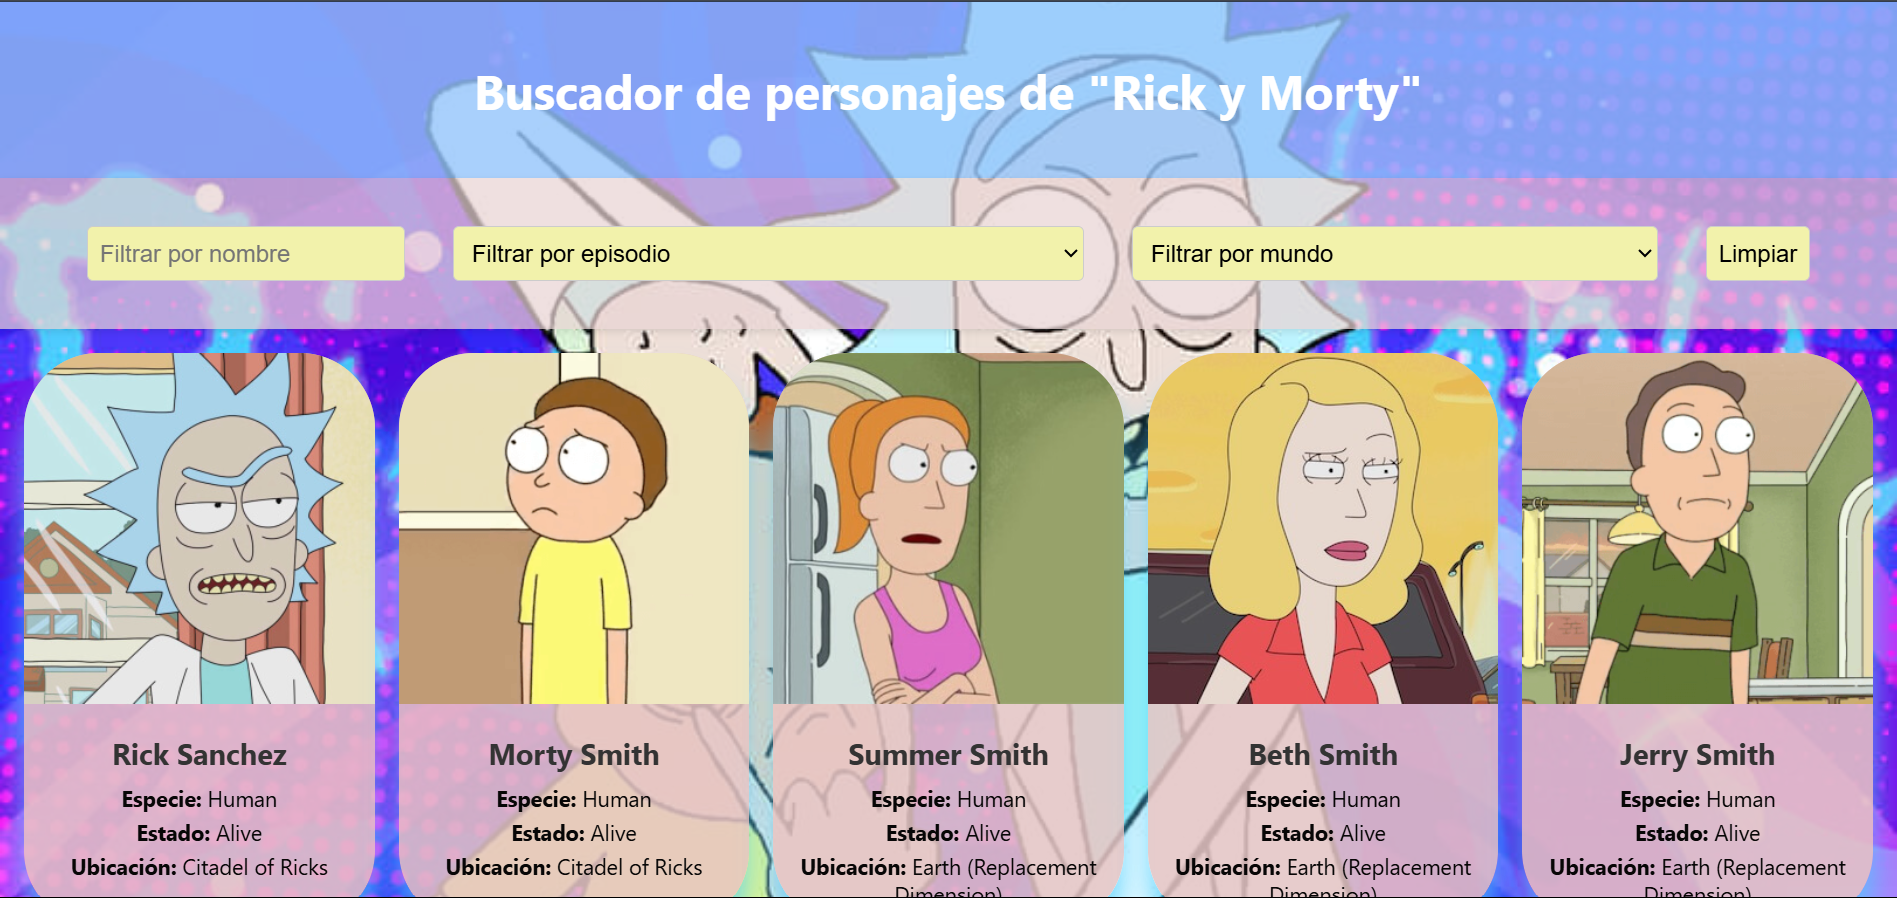 Buscador de personajes de "Rick y Morty"
Filtrar por nombre
Filtrar por episodio
Filtrar por mundo
Limpiar
Rick Sanchez
Especie: Human
Estado: Alive
Ubicación: Citadel of Ricks
Morty Smith
Especie: Human
Estado: Alive
Ubicación: Citadel of Ricks
Summer Smith
Especie: Human
Estado: Alive
Ubicación: Earth (Replacement
Dimension)
Beth Smith
Especie: Human
Estado: Alive
Ubicación: Earth (Replacement
Dimension)
Jerry Smith
Especie: Human
Estado: Alive
Ubicación: Earth (Replacement
Dimension)